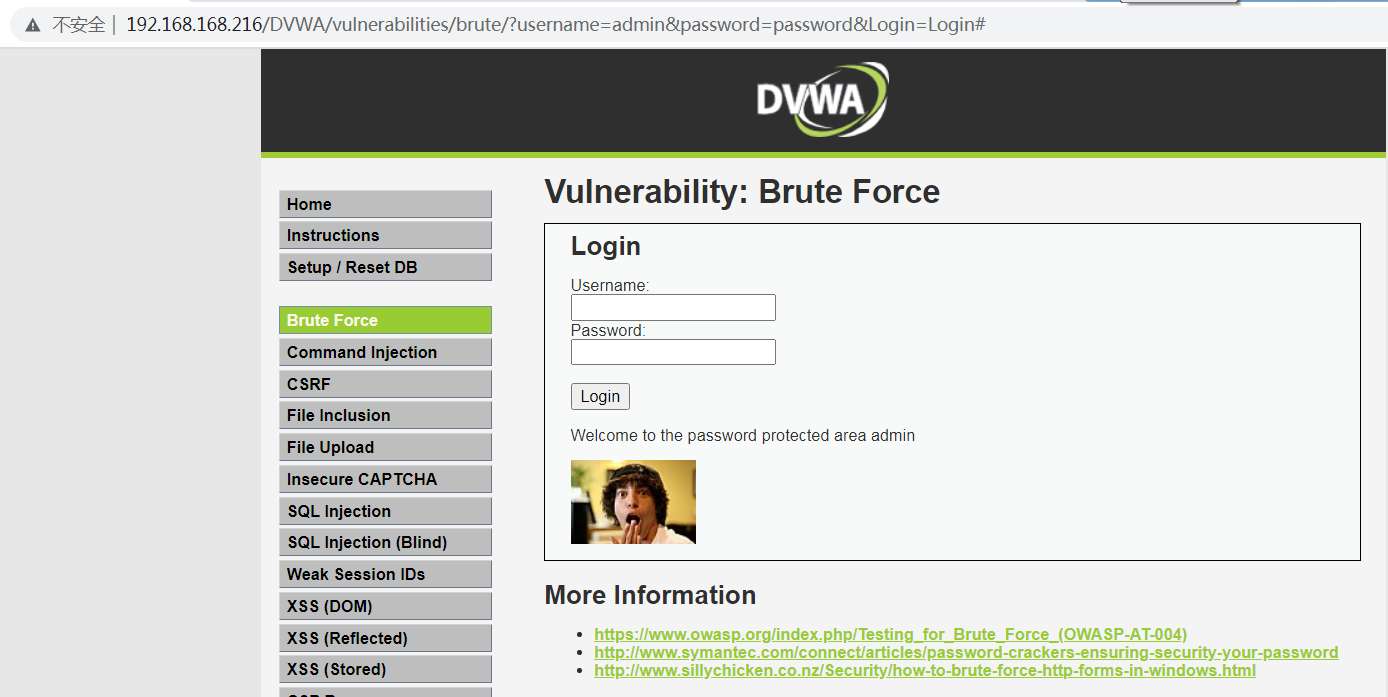 不安全 | 192.168.168.216/DVWA/vulnerabilities/brute/?username=admin&password=password&Login=Login#
DVWA
Home
Instructions
Setup / Reset DB
Brute Force
Command Injection
CSRF
File Inclusion
File Upload
Insecure CAPTCHA
SQL Injection
SQL Injection (Blind)
Weak Session IDs
XSS (DOM)
XSS (Reflected)
XSS (Stored)
Vulnerability: Brute Force
Login
Username:
Password:
Login
Welcome to the password protected area admin
More Information
https://www.owasp.org/index.php/Testing_for_Brute_Force_(OWASP-AT-004)
http://www.symantec.com/connect/articles/password-crackers-ensuring-security-your-password
http://www.sillychicken.co.nz/Security/how-to-brute-force-http-forms-in-windows.html